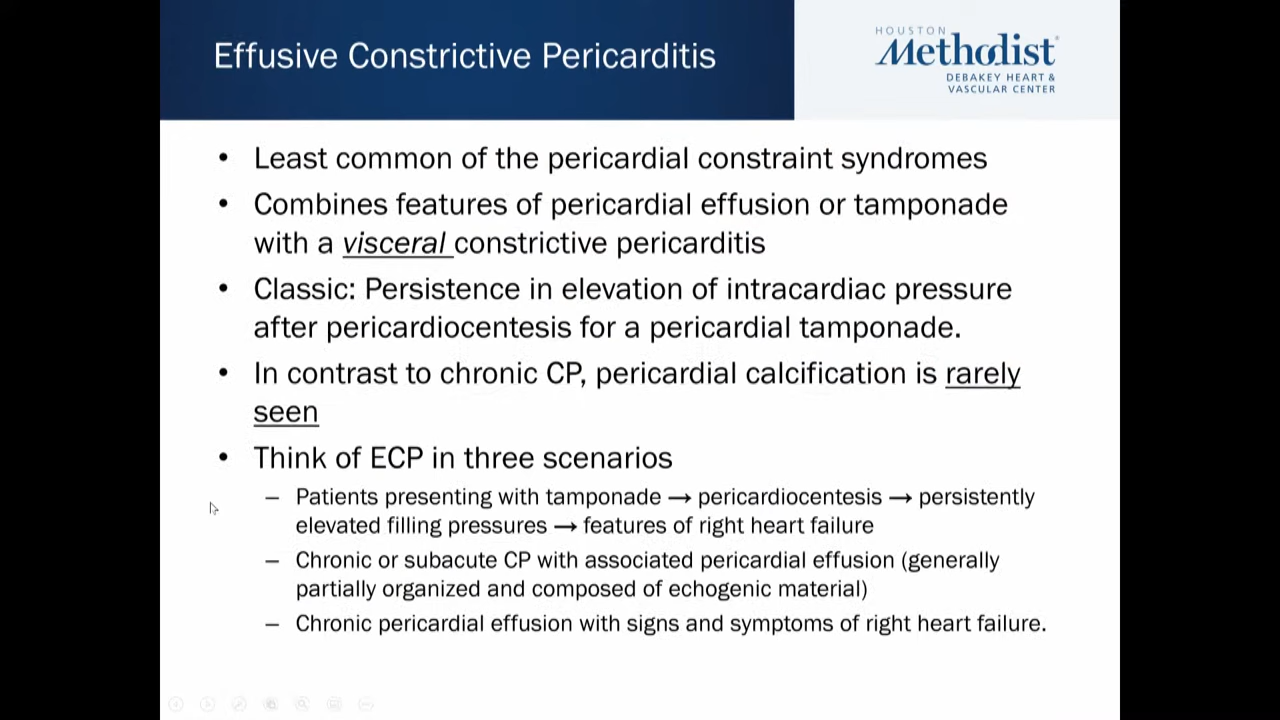 Effusive Constrictive Pericarditis
HOUSTON
Methodist
DEBAKEY HEART &
VASCULAR CENTER
• Least common of the pericardial constraint syndromes
• Combines features of pericardial effusion or tamponade
with a visceral constrictive pericarditis
• Classic: Persistence in elevation of intracardiac pressure
after pericardiocentesis for a pericardial tamponade.
• In contrast to chronic CP, pericardial calcification is rarely
seen
• Think of ECP in three scenarios
– Patients presenting with tamponade → pericardiocentesis → persistently
elevated filling pressures → features of right heart failure
– Chronic or subacute CP with associated pericardial effusion (generally
partially organized and composed of echogenic material)
– Chronic pericardial effusion with signs and symptoms of right heart failure.